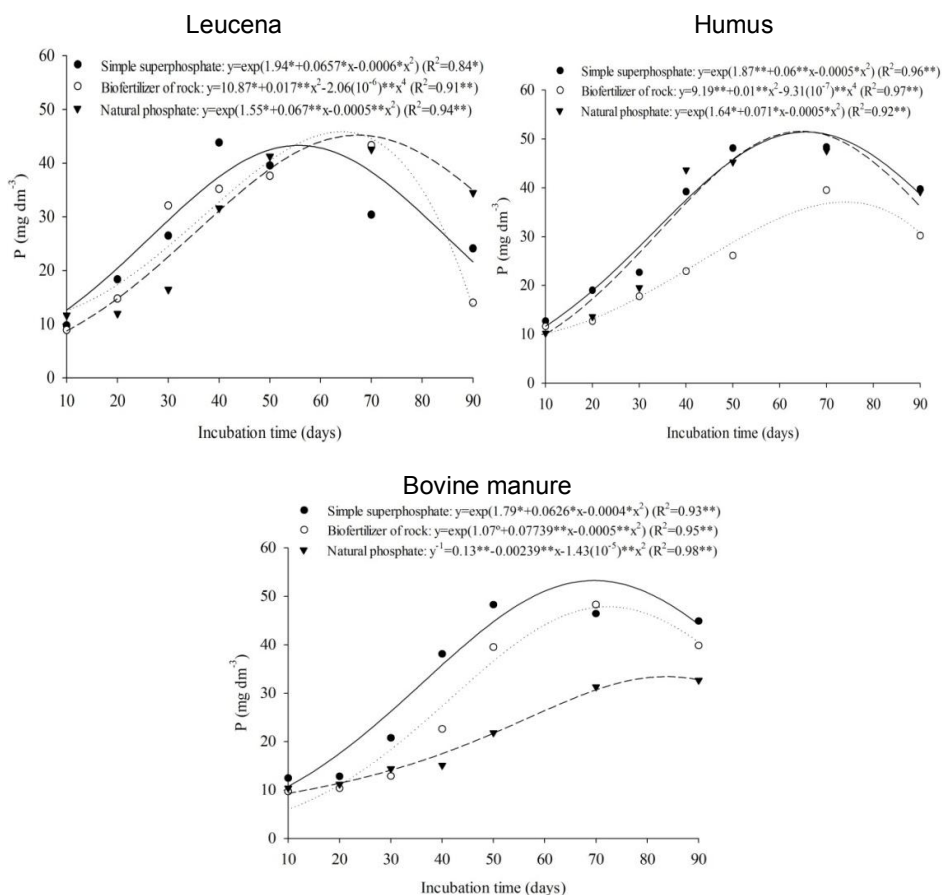 Leucena
Simple superphosphate: y=exp(1.94*+0.0657*x-0.0006*x²) (R²=0.84*)
Biofertilizer of rock: y=10.87*+0.017**x²-2.06(10⁻⁶)**x⁴ (R²=0.91**)
Natural phosphate: y=exp(1.55*+0.067**x-0.0005**x²) (R²=0.94**)
60
50
40
30
20
10
0
P (mg dm⁻³)
10 20 30 40 50 60 70 80 90
Incubation time (days)
Humus
Simple superphosphate: y=exp(1.87**+0.06**x-0.0005*x²) (R²=0.96**)
Biofertilizer of rock:y=9.19**+0.01**x²-9.31(10⁻⁷)**x⁴ (R²=0.97**)
Natural phosphate: y=exp(1.64*+0.071*x-0.0005*x²) (R²=0.92**)
60
50
40
30
20
10
0
P (mg dm⁻³)
10 20 30 40 50 60 70 80 90
Incubation time (days)
Bovine manure
Simple superphosphate: y=exp(1.79*+0.0626*x-0.0004*x²) (R²=0.93**)
Biofertilizer of rock: y=exp(1.07º+0.07739**x-0.0005**x²) (R²=0.95**)
Natural phosphate: y⁻¹=0.13**-0.00239**x-1.43(10⁻⁵)**x² (R²=0.98**)
60
50
40
30
20
10
0
P (mg dm⁻³)
10 20 30 40 50 60 70 80 90
Incubation time (days)